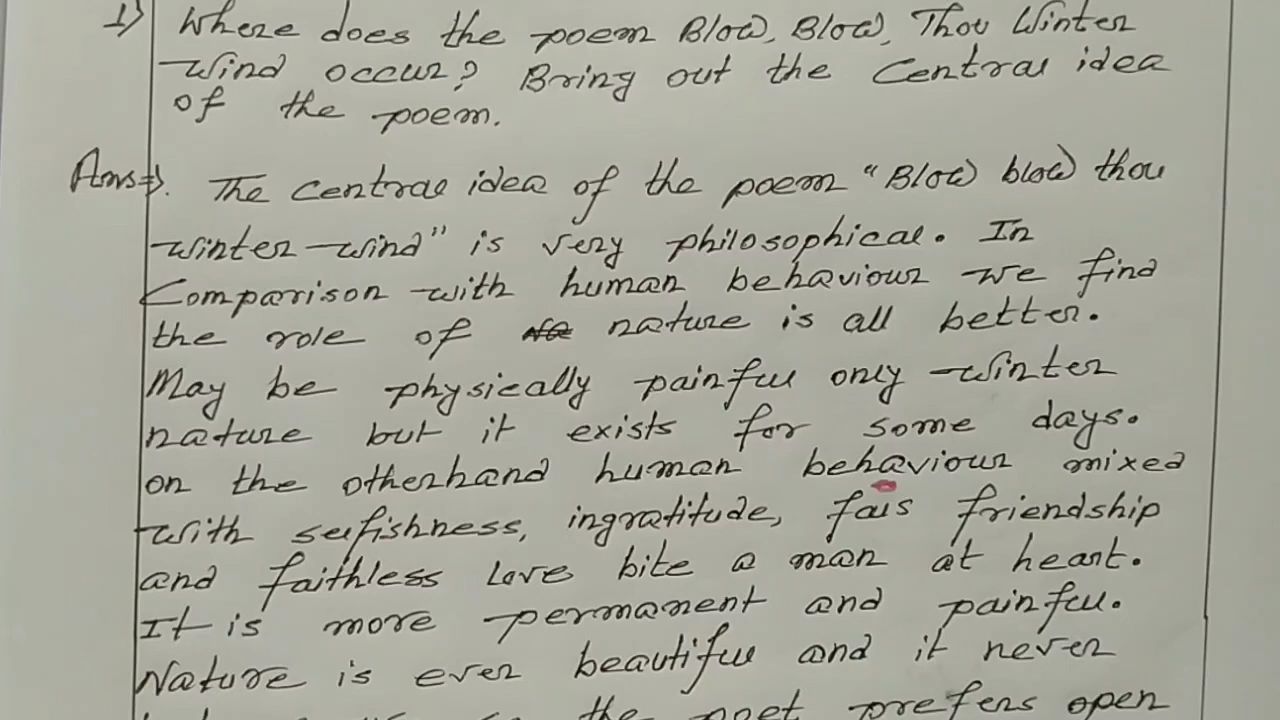 1) Where does the poem Blow, Blow, Thou Winter
Wind occur? Bring out the Central idea
of the poem.
Ans⇒. The central idea of the poem "Blow blow thou
winter wind" is very philosophical. In
Comparison with human behaviour we find
the role of nature is all better.
May be physically painful only winter
nature but it exists for some days.
on the otherhand human behaviour mixed
with selfishness, ingratitude, fals friendship
and faithless love bite a man at heart.
It is more permanent and painful.
Nature is ever beautiful and it never
the poet prefers open